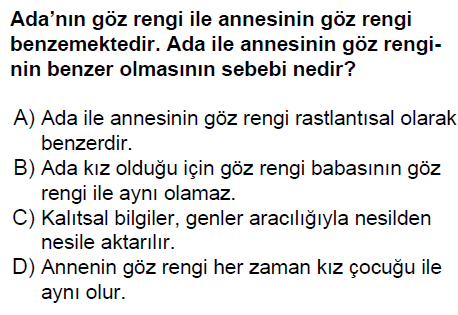 Ada’nın göz rengi ile annesinin göz rengi
benzemektedir. Ada ile annesinin göz rengi-
nin benzer olmasının sebebi nedir?
A) Ada ile annesinin göz rengi rastlantısal olarak
benzerdir.
B) Ada kız olduğu için göz rengi babasının göz
rengi ile aynı olamaz.
C) Kalıtsal bilgiler, genler aracılığıyla nesilden
nesile aktarılır.
D) Annenin göz rengi her zaman kız çocuğu ile
aynı olur.